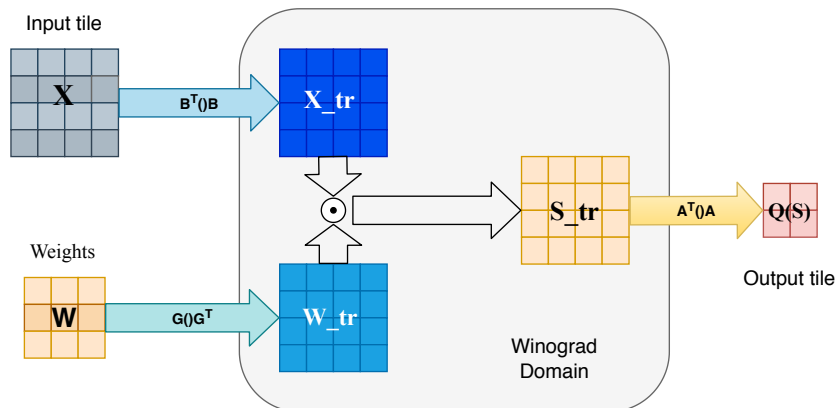 Input tile
X
B^T()B
X_tr
S_tr
A^T()A
Q(S)
Output tile
Weights
W
G()G^T
W_tr
Winograd
Domain